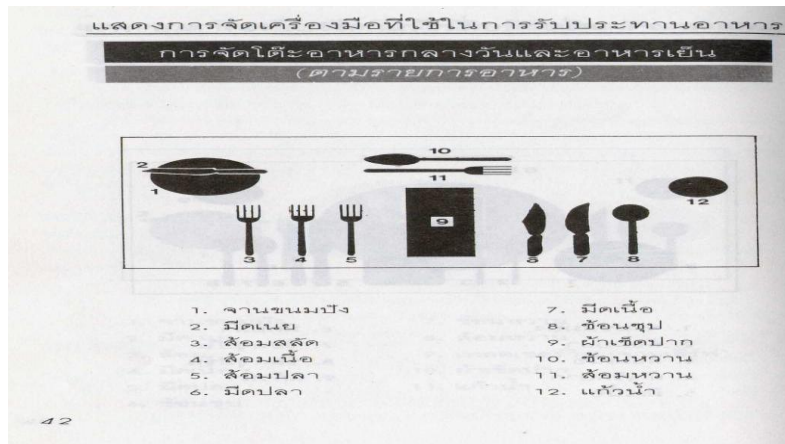 แสดงการจัดเครื่องมือที่ใช้ในการรับประทานอาหาร
การจัดโต๊ะอาหารกลางวันและอาหารเย็น
(ตามรายการอาหาร)
10
2
11
1
12
9
3 4 5 6 7 8
1. จานขนมปัง
2. มีดเนย
3. ส้อมสลัด
4. ส้อมเนื้อ
5. ส้อมปลา
6. มีดปลา
7. มีดเนื้อ
8. ช้อนซุป
9. ผ้าเช็ดปาก
10. ช้อนหวาน
11. ส้อมหวาน
12. แก้วน้ำ
42